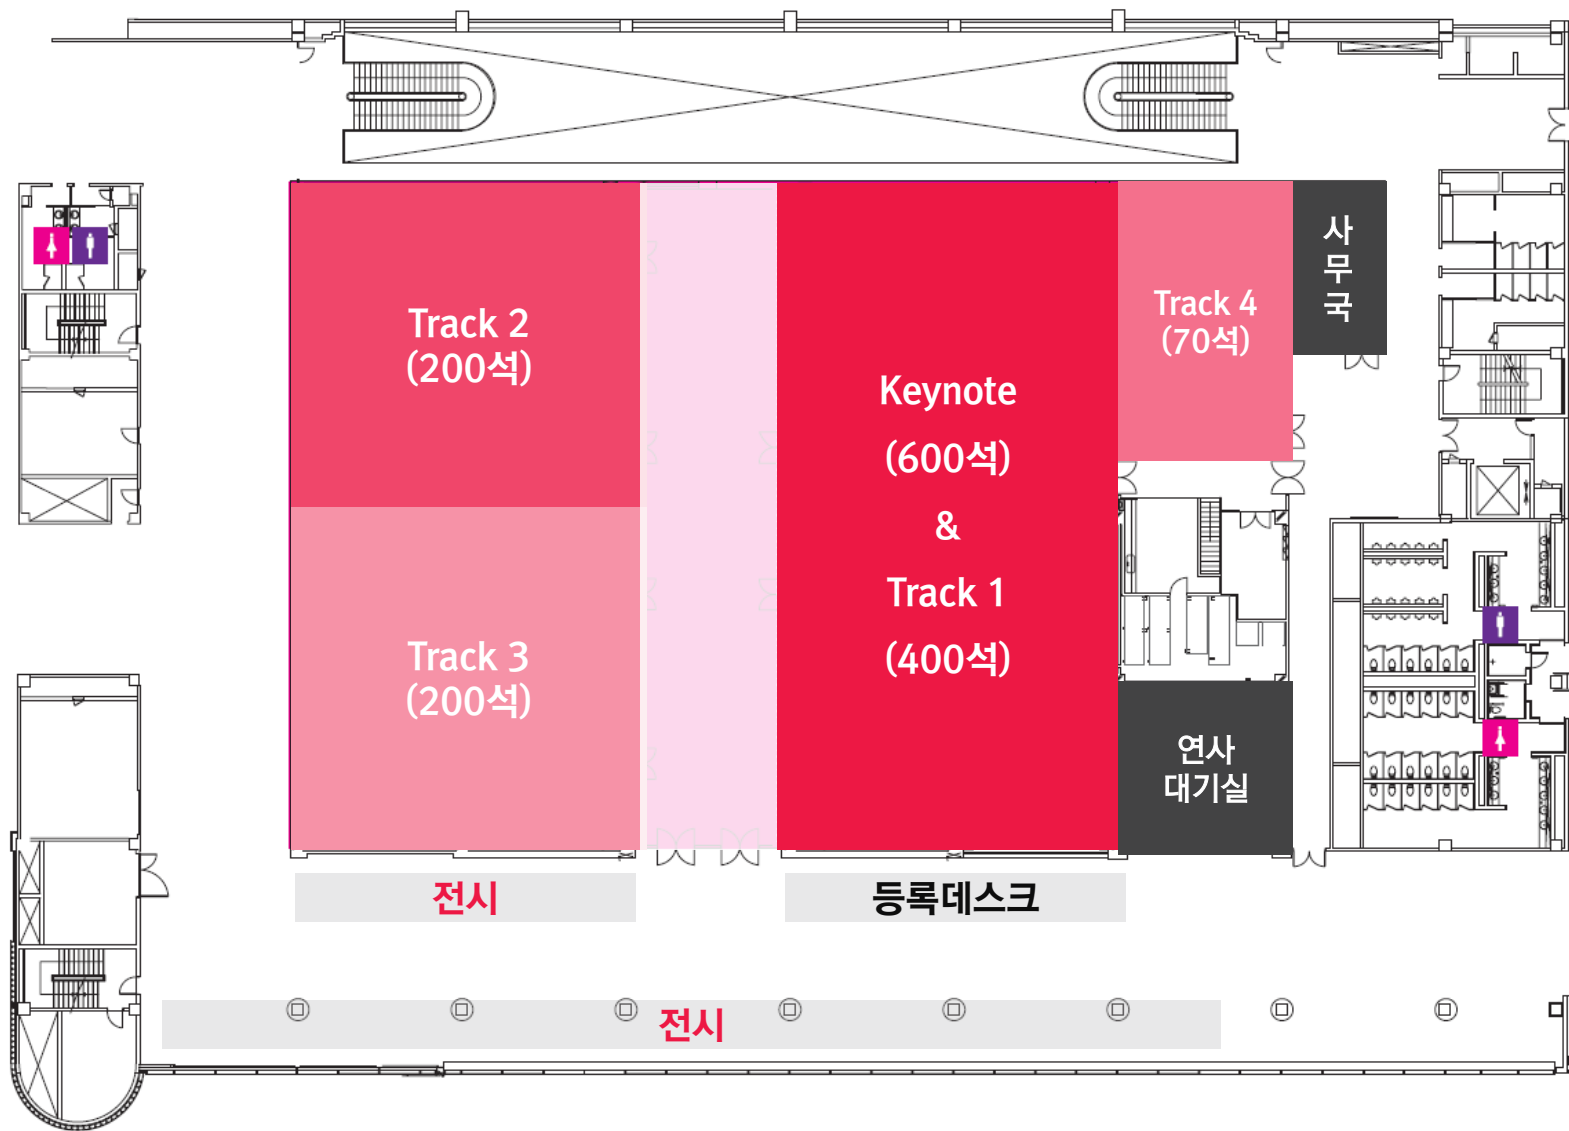 Track 2
(200석)
Track 3
(200석)
Keynote
(600석)
&
Track 1
(400석)
Track 4
(70석)
사
무
국
연사
대기실
전시
등록데스크
전시